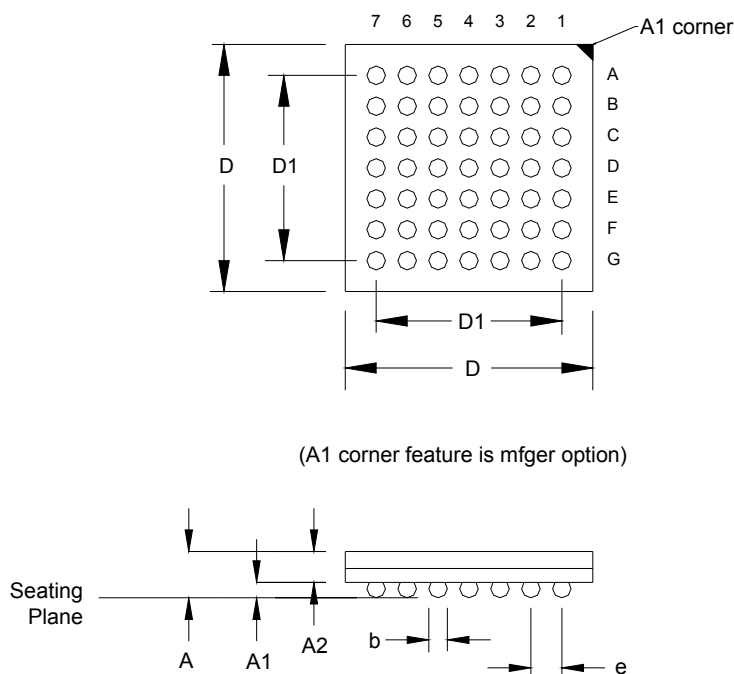 7 6 5 4 3 2 1
A1 corner
A
B
C
D
E
F
G
D
D1
D1
D
(A1 corner feature is mfger option)
Seating
Plane
A
A1
A2
b
e